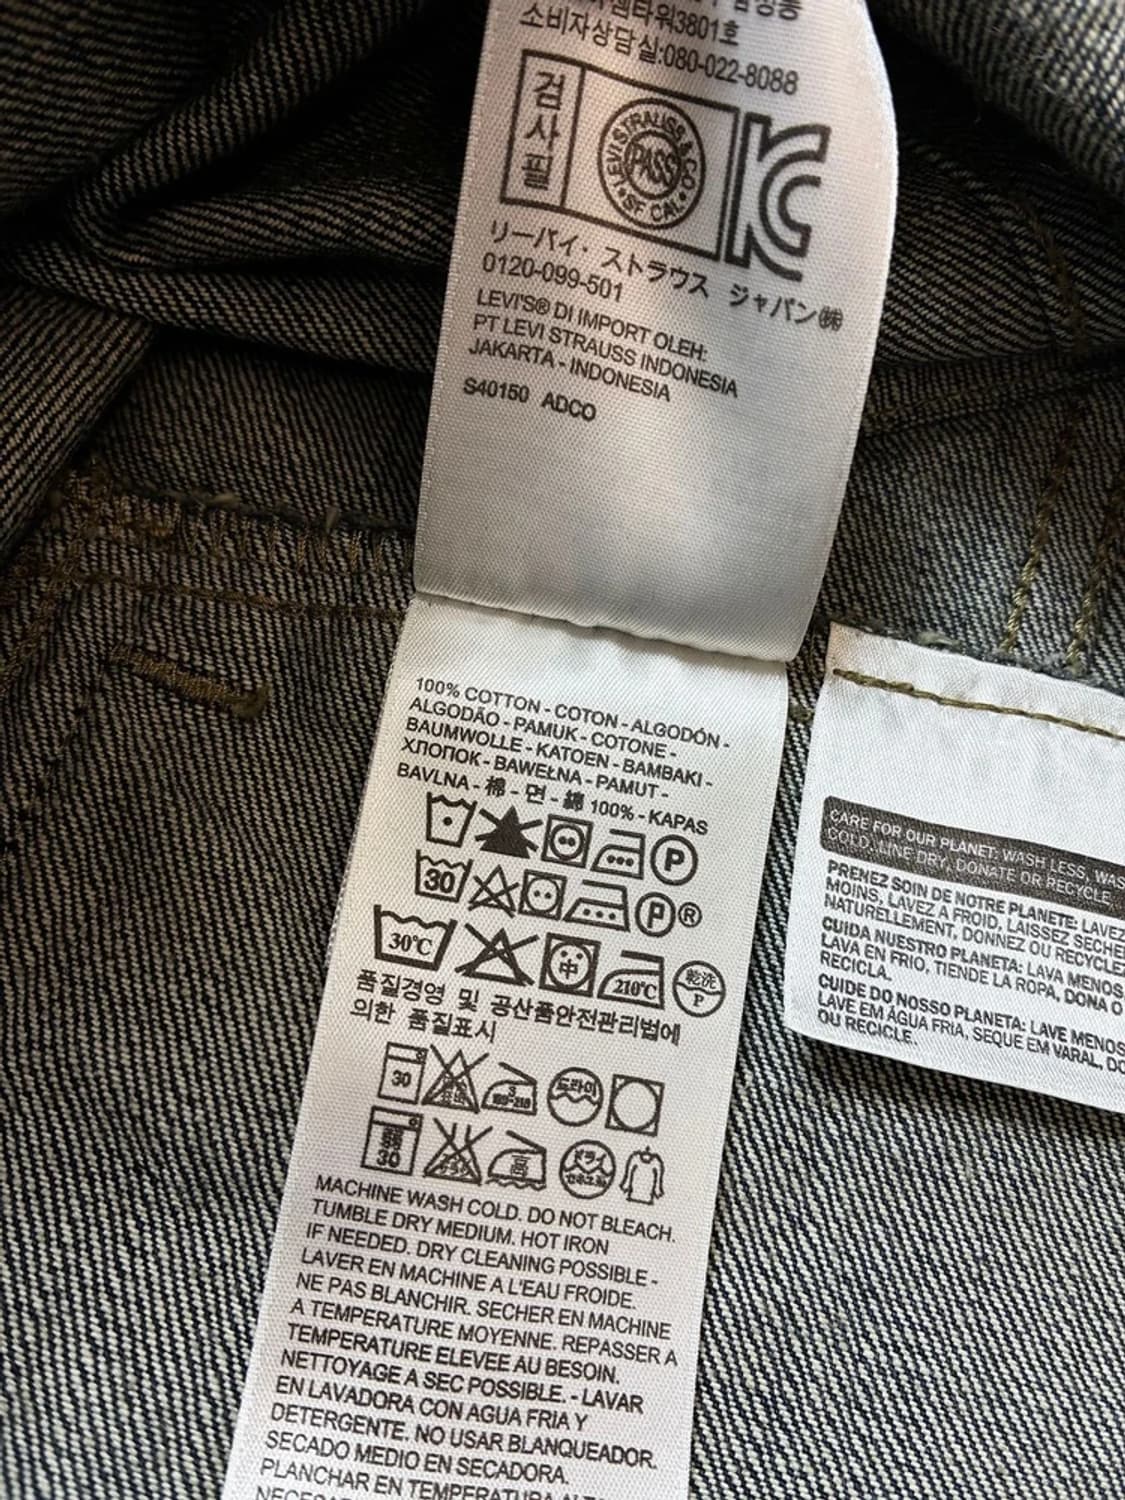 소비자상담실:080-022-8088
검사필
LEVI STRAUSS & CO
PASS
SF CAL
リーバイ・ストラウス ジャパン㈱
0120-099-501
LEVI'S® DI IMPORT OLEH:
PT LEVI STRAUSS INDONESIA
JAKARTA - INDONESIA
S40150 ADCO
100% COTTON - COTON - ALGODÓN -
ALGODÃO - PAMUK - COTONE -
BAUMWOLLE - KATOEN - BAMBAKI -
ХЛОПОК - BAWEŁNA - PAMUT -
BAVLNA - 棉 - 면 - 綿 100% - KAPAS
P
30 P ®
30℃ 中 210℃ 乾洗 P
품질경영 및 공산품안전관리법에
의한 품질표시
30 드라이
弱 30 高 ドライ
MACHINE WASH COLD. DO NOT BLEACH.
TUMBLE DRY MEDIUM. HOT IRON
IF NEEDED. DRY CLEANING POSSIBLE -
LAVER EN MACHINE A L'EAU FROIDE.
NE PAS BLANCHIR. SECHER EN MACHINE
A TEMPERATURE MOYENNE. REPASSER A
TEMPERATURE ELEVEE AU BESOIN.
NETTOYAGE A SEC POSSIBLE. - LAVAR
EN LAVADORA CON AGUA FRIA Y
DETERGENTE. NO USAR BLANQUEADOR.
SECADO MEDIO EN SECADORA.
PLANCHAR EN TEMPERATURA
CARE FOR OUR PLANET: WASH LESS, WAS
COLD, LINE DRY, DONATE OR RECYCLE
PRENEZ SOIN DE NOTRE PLANETE: LAVEZ
MOINS, LAVEZ A FROID, LAISSEZ SECHE
NATURELLEMENT, DONNEZ OU RECYCLE
CUIDA NUESTRO PLANETA: LAVA MENOS
LAVA EN FRIO, TIENDE LA ROPA, DONA O
RECICLA.
CUIDE DO NOSSO PLANETA: LAVE MENOS
LAVE EM ÁGUA FRIA, SEQUE EM VARAL, DO
OU RECICLE.